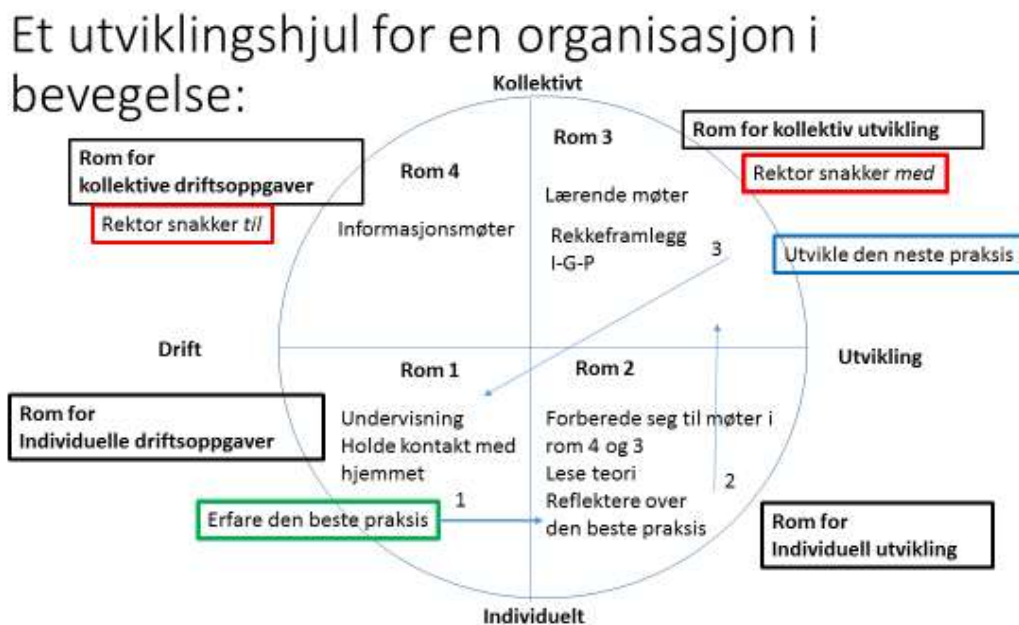 Et utviklingshjul for en organisasjon i
bevegelse:
Kollektivt
Rom for
kollektive driftsoppgaver
Rektor snakker til
Rom 4
Informasjonsmøter
Rom 3
Lærende møter
Rekkeframlegg
I-G-P
3
Rom for kollektiv utvikling
Rektor snakker med
Utvikle den neste praksis
Drift
Utvikling
Rom 1
Undervisning
Holde kontakt med
hjemmet
1
Rom for
Individuelle driftsoppgaver
Erfare den beste praksis
Rom 2
Forberede seg til møter i
rom 4 og 3
Lese teori
Reflektere over
den beste praksis
2
Rom for
Individuell utvikling
Individuelt